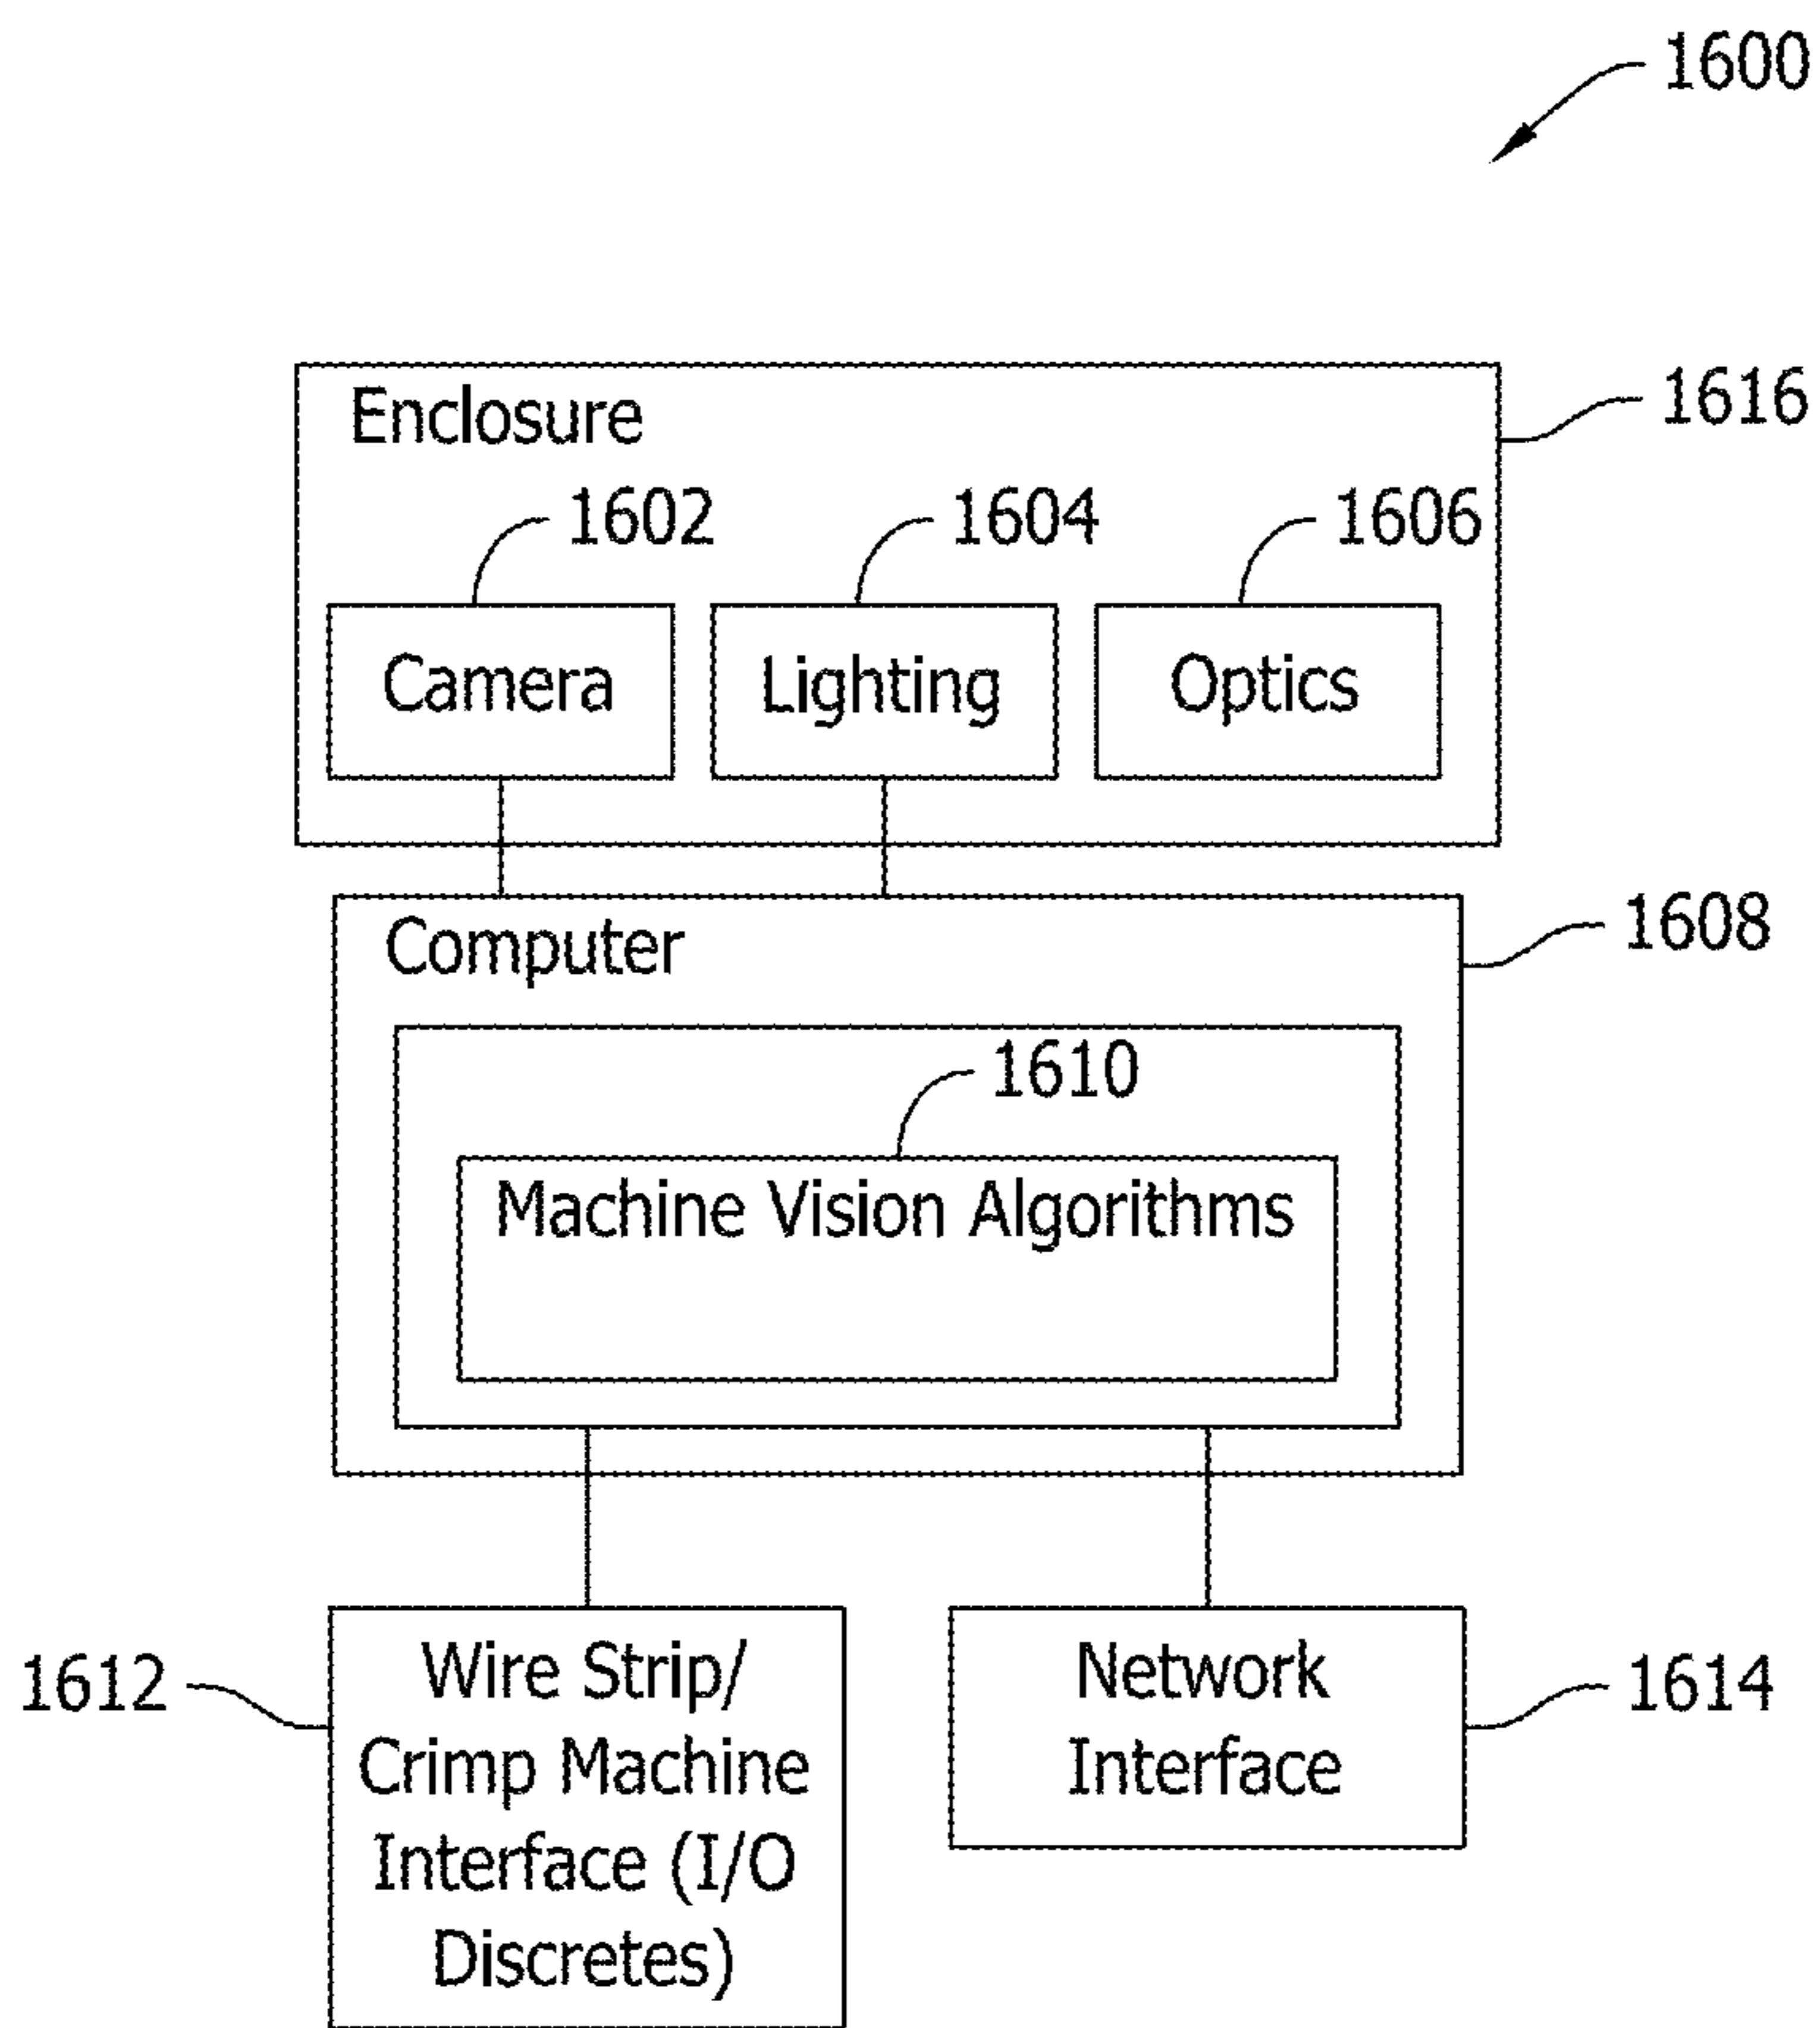 1600
Enclosure
1616
1602
1604
1606
Camera
Lighting
Optics
Computer
1608
1610
Machine Vision Algorithms
1612
Wire Strip/
Crimp Machine
Interface (I/O
Discretes)
Network
Interface
1614